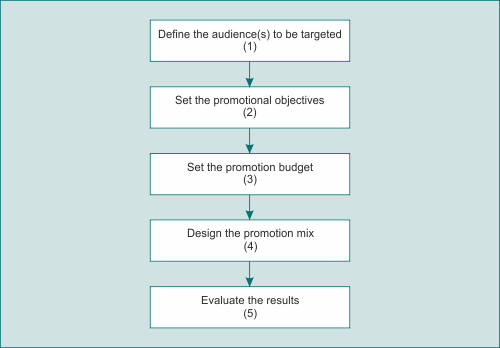 Define the audience(s) to be targeted
(1)
Set the promotional objectives
(2)
Set the promotion budget
(3)
Design the promotion mix
(4)
Evaluate the results
(5)